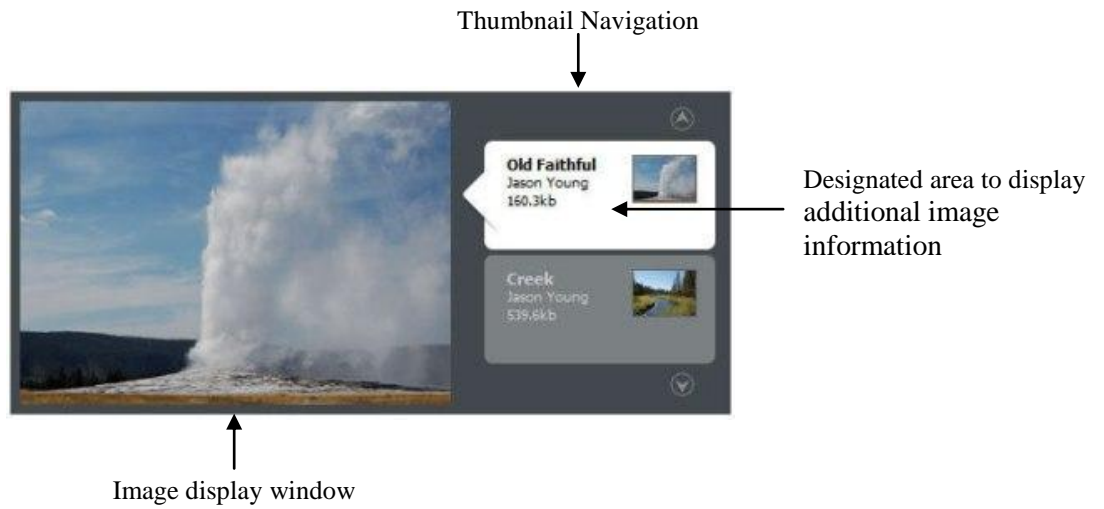 Thumbnail Navigation
Old Faithful
Jason Young
160.3kb
Designated area to display
additional image
information
Creek
Jason Young
539.6kb
Image display window